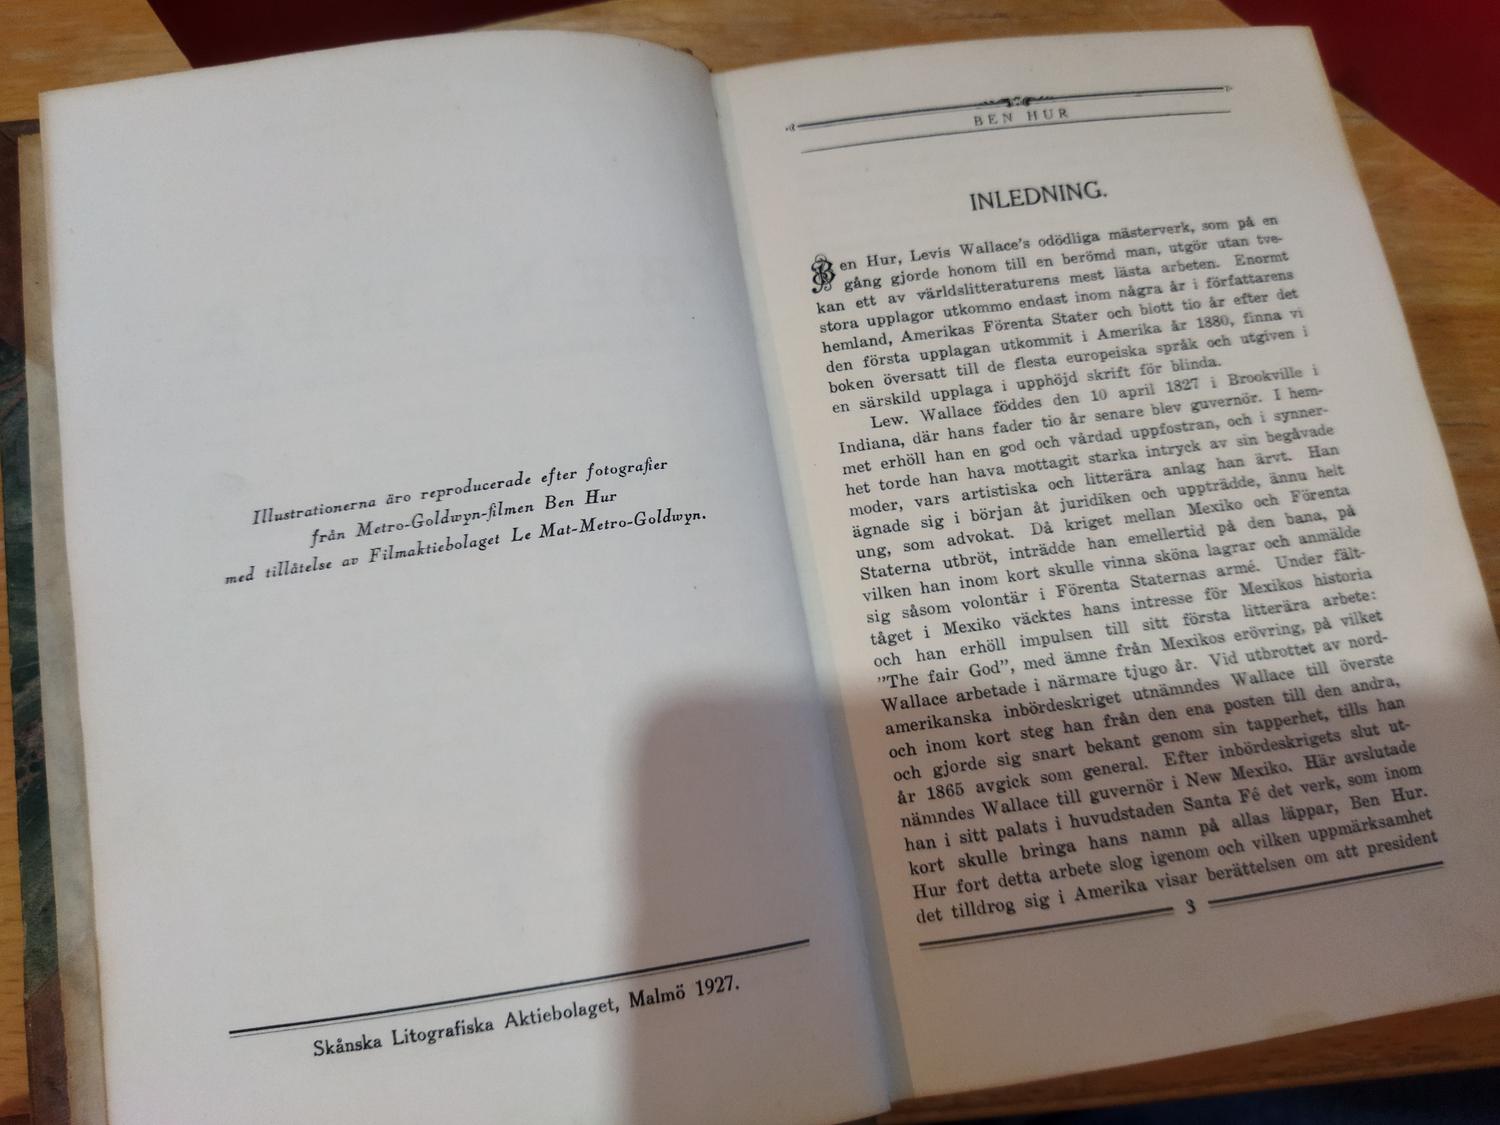 Illustrationerna äro reproducerade efter fotografier
från Metro-Goldwyn-filmen Ben Hur
med tillåtelse av Filmaktiebolaget Le Mat-Metro-Goldwyn.
Skånska Litografiska Aktiebolaget, Malmö 1927.
BEN HUR
INLEDNING.
Ben Hur, Levis Wallace's odödliga mästerverk, som på en
gång gjorde honom till en berömd man, utgör utan tve-
kan ett av världslitteraturens mest lästa arbeten. Enormt
stora upplagor utkommo endast inom några år i författarens
hemland, Amerikas Förenta Stater och blott tio år efter det
den första upplagan utkommit i Amerika år 1880, finna vi
boken översatt till de flesta europeiska språk och utgiven i
en särskild upplaga i upphöjd skrift för blinda.
Lew. Wallace föddes den 10 april 1827 i Brookville i
Indiana, där hans fader tio år senare blev guvernör. I hem-
met erhöll han en god och vårdad uppfostran, och i synner-
het torde han hava mottagit starka intryck av sin begåvade
moder, vars artistiska och litterära anlag han ärvt. Han
ägnade sig i början åt juridiken och uppträdde, ännu helt
ung, som advokat. Då kriget mellan Mexiko och Förenta
Staterna utbröt, inträdde han emellertid på den bana, på
vilken han inom kort skulle vinna sköna lagrar och anmälde
sig såsom volontär i Förenta Staternas armé. Under fält-
tåget i Mexiko väcktes hans intresse för Mexikos historia
och han erhöll impulsen till sitt första litterära arbete:
"The fair God", med ämne från Mexikos erövring, på vilket
Wallace arbetade i närmare tjugo år. Vid utbrottet av nord-
amerikanska inbördeskriget utnämndes Wallace till överste
och inom kort steg han från den ena posten till den andra,
och gjorde sig snart bekant genom sin tapperhet, tills han
år 1865 avgick som general. Efter inbördeskrigets slut ut-
nämndes Wallace till guvernör i New Mexiko. Här avslutade
han i sitt palats i huvudstaden Santa Fé det verk, som inom
kort skulle bringa hans namn på allas läppar, Ben Hur.
Hur fort detta arbete slog igenom och vilken uppmärksamhet
det tilldrog sig i Amerika visar berättelsen om att president
3